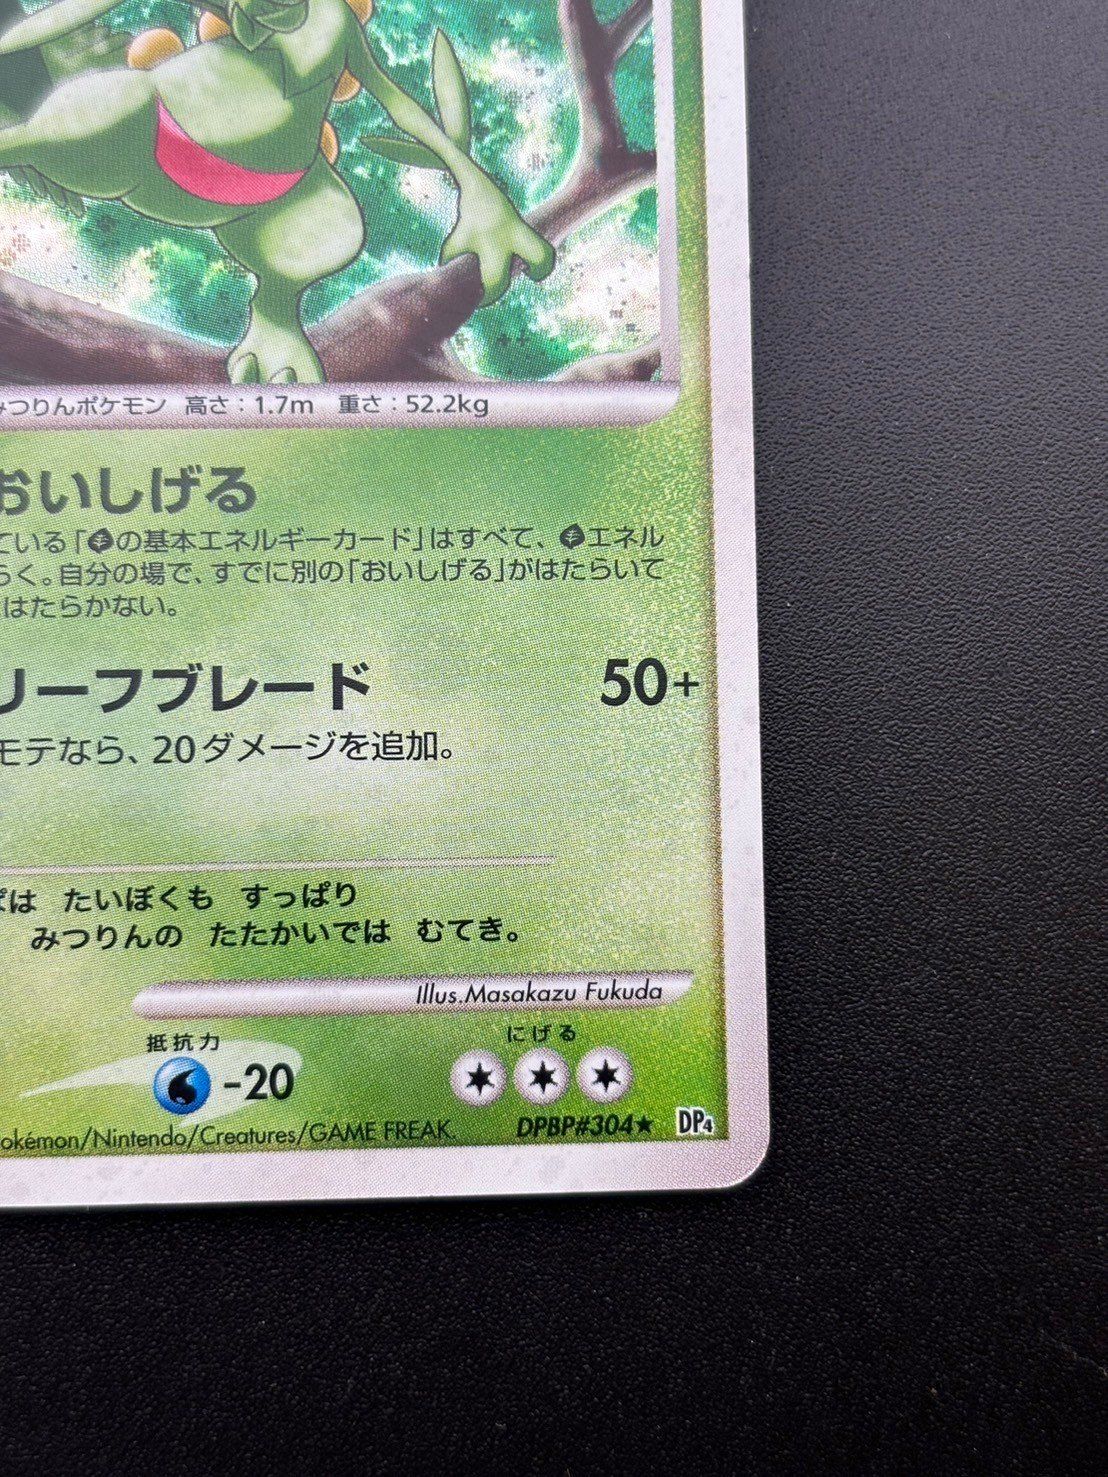 みつりんポケモン 高さ:1.7m 重さ:52.2kg
おいしげる
ている「草の基本エネルギーカード」はすべて、草エネル
らく。自分の場で、すでに別の「おいしげる」がはたらいて
はたらかない。
リーフブレード 50+
モテなら、20ダメージを追加。
ぱは たいぼくも すっぱり
みつりんの たたかいでは むてき。
Illus.Masakazu Fukuda
抵抗力 にげる
-20
okémon/Nintendo/Creatures/GAME FREAK. DPBP#304★ DP4